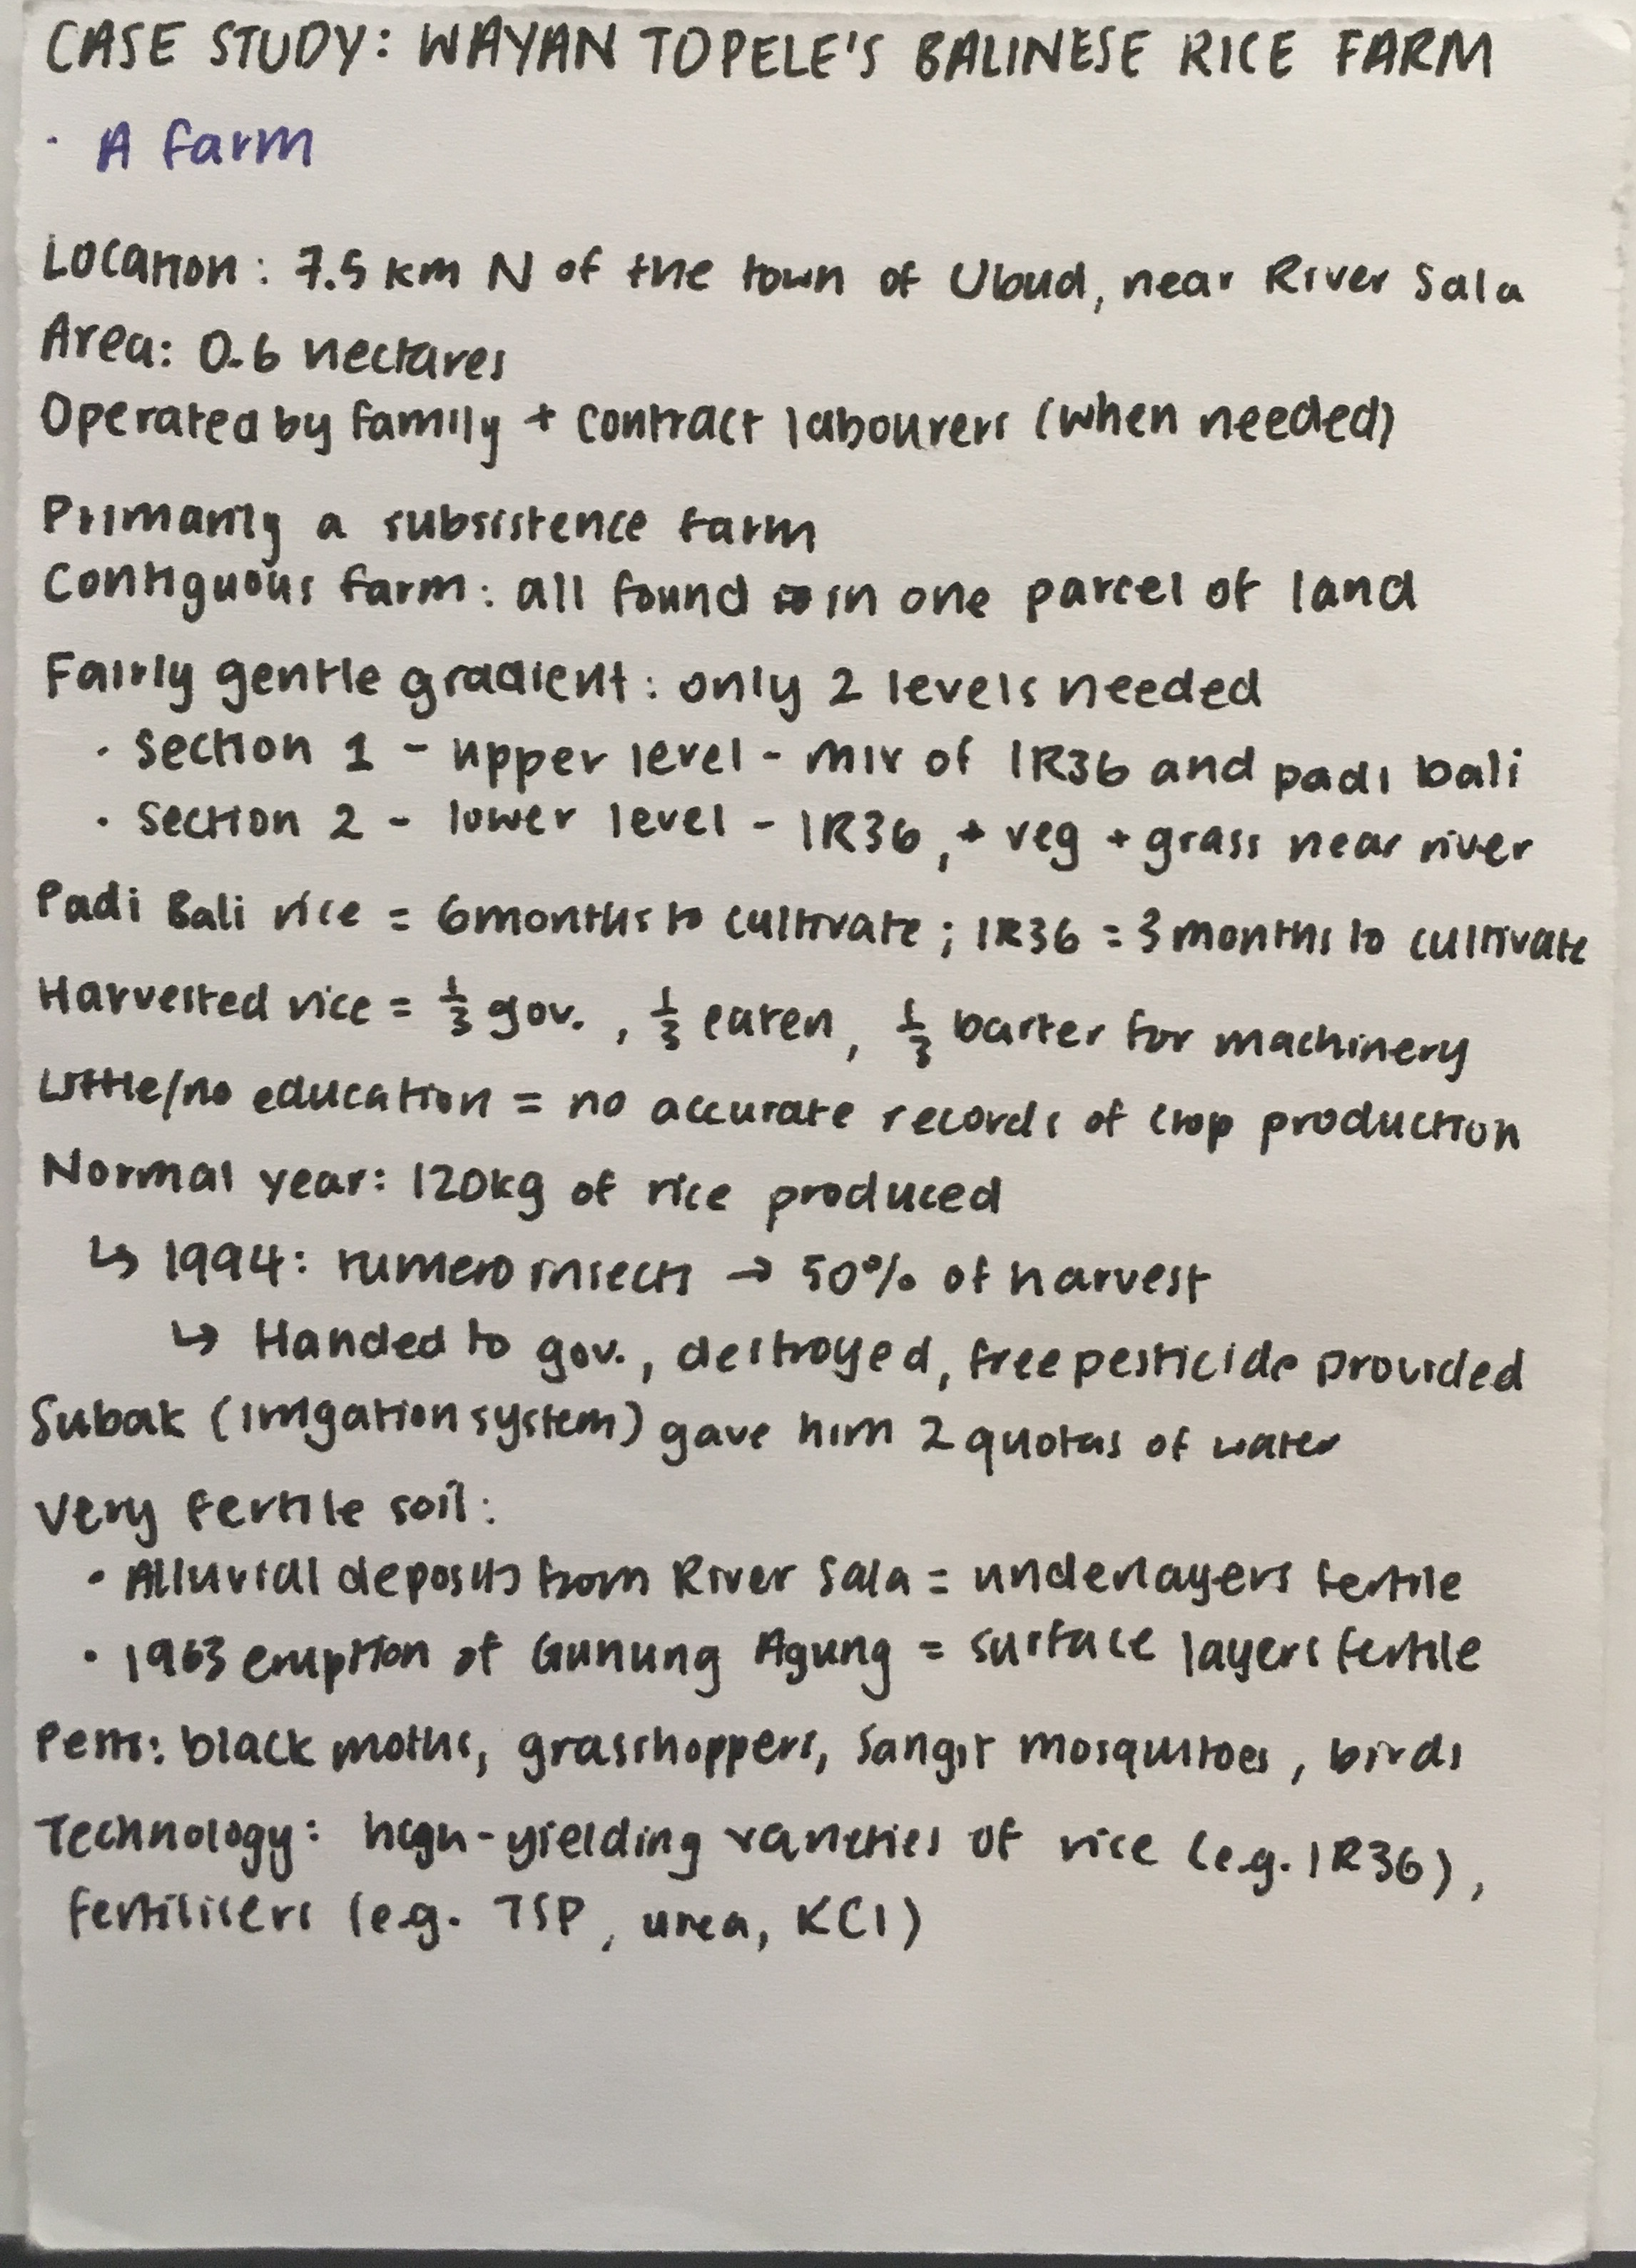 CASE STUDY: WAYAN TOPELE'S BALINESE RICE FARM
· A farm
Location: 7.5 km N of the town of Ubud, near River Sala
Area: 0.6 hectares
Operated by family + contract labourers (when needed)
Primarily a subsistence farm
Contiguous farm: all found in one parcel of land
Fairly gentle gradient: only 2 levels needed
· Section 1 - upper level - mix of IR36 and padi bali
· Section 2 - lower level - IR36, + veg + grass near river
Padi Bali rice = 6 months to cultivate; IR36 = 3 months to cultivate
Harvested rice = 1/3 gov., 1/3 eaten, 1/3 barter for machinery
Little/no education = no accurate records of crop production
Normal year: 120kg of rice produced
↳ 1994: tumero insects → 50% of harvest
↳ Handed to gov., destroyed, free pesticide provided
Subak (irrigation system) gave him 2 quotas of water
Very fertile soil:
· Alluvial deposits from River Sala = underlayers fertile
· 1963 eruption of Gunung Agung = surface layers fertile
Pests: black moths, grasshoppers, Sangit mosquitoes, birds
Technology: high-yielding varieties of rice (e.g. IR36),
fertilisers (e.g. TSP, urea, KCl)